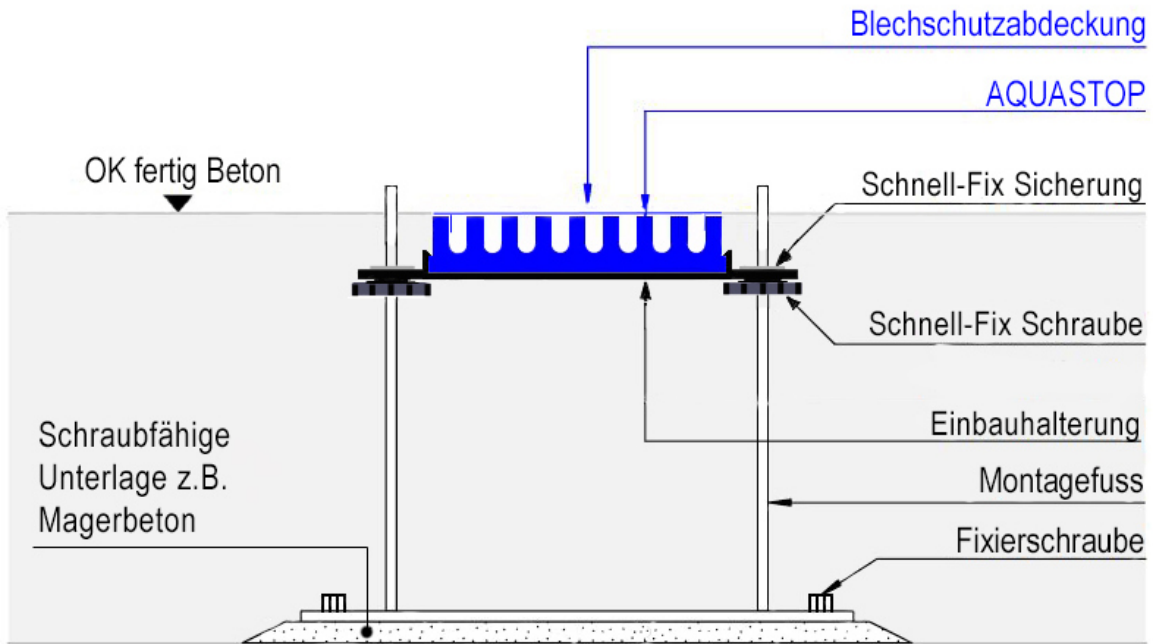 Blechschutzabdeckung
AQUASTOP
OK fertig Beton
Schnell-Fix Sicherung
Schnell-Fix Schraube
Einbauhalterung
Schraubfähige
Unterlage z.B.
Magerbeton
Montagefuss
Fixierschraube